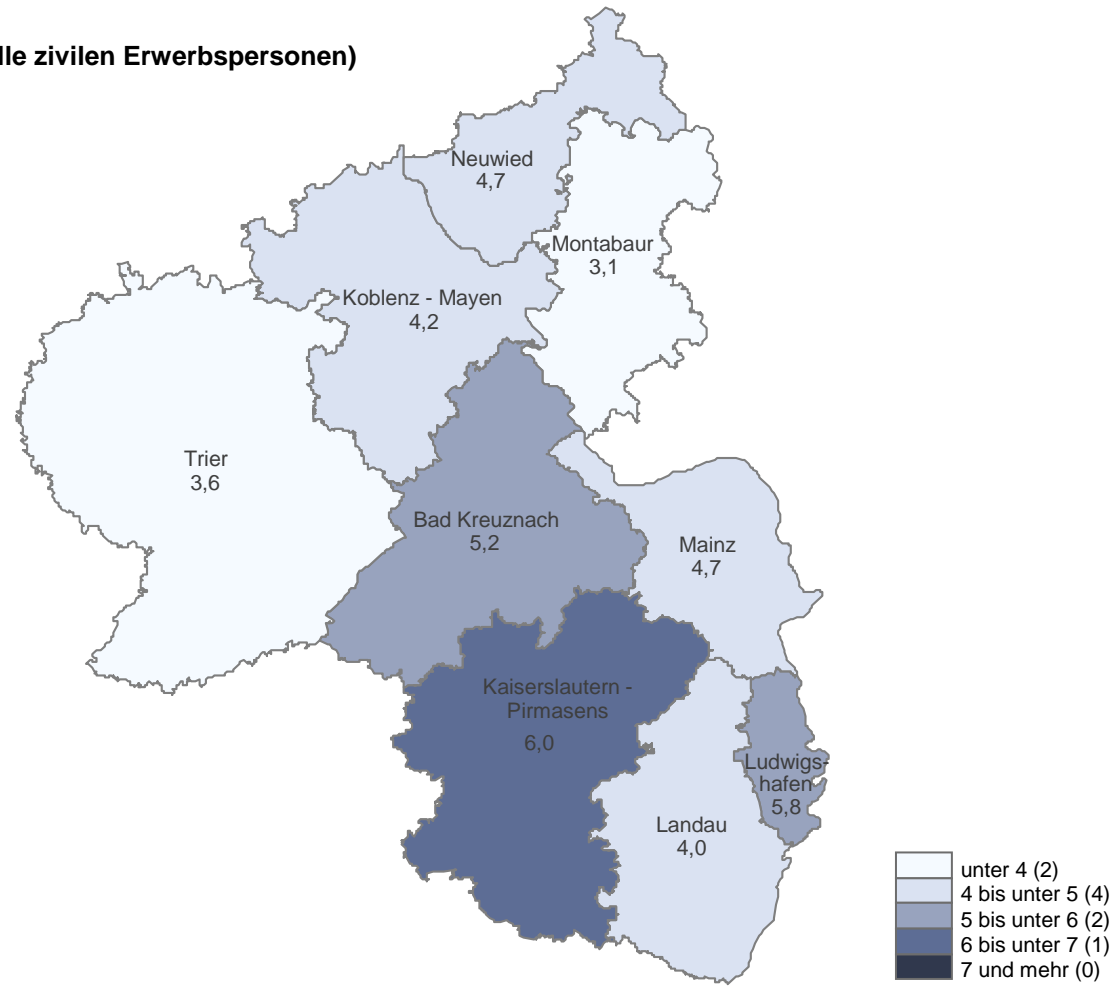 lle zivilen Erwerbspersonen)
Neuwied
4,7
Montabaur
3,1
Koblenz - Mayen
4,2
Trier
3,6
Bad Kreuznach
5,2
Mainz
4,7
Kaiserslautern -
Pirmasens
6,0
Ludwigs-
hafen
5,8
Landau
4,0
unter 4 (2)
4 bis unter 5 (4)
5 bis unter 6 (2)
6 bis unter 7 (1)
7 und mehr (0)